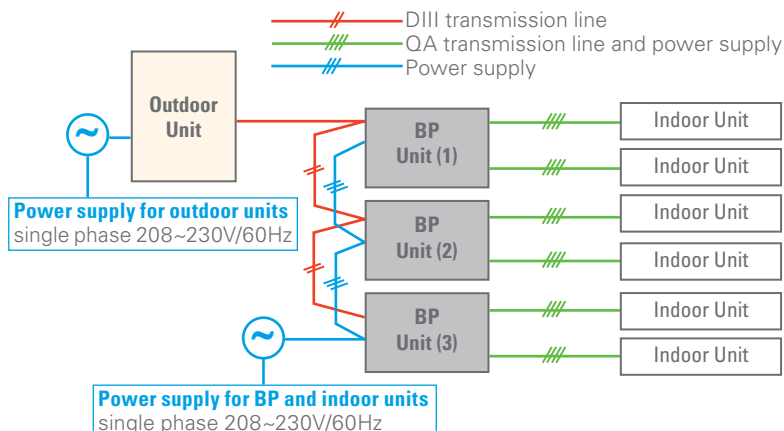 DIII transmission line
QA transmission line and power supply
Power supply
Outdoor
Unit
~
Power supply for outdoor units
single phase 208~230V/60Hz
BP
Unit (1)
Indoor Unit
Indoor Unit
BP
Unit (2)
Indoor Unit
Indoor Unit
BP
Unit (3)
Indoor Unit
Indoor Unit
~
Power supply for BP and indoor units
single phase 208~230V/60Hz